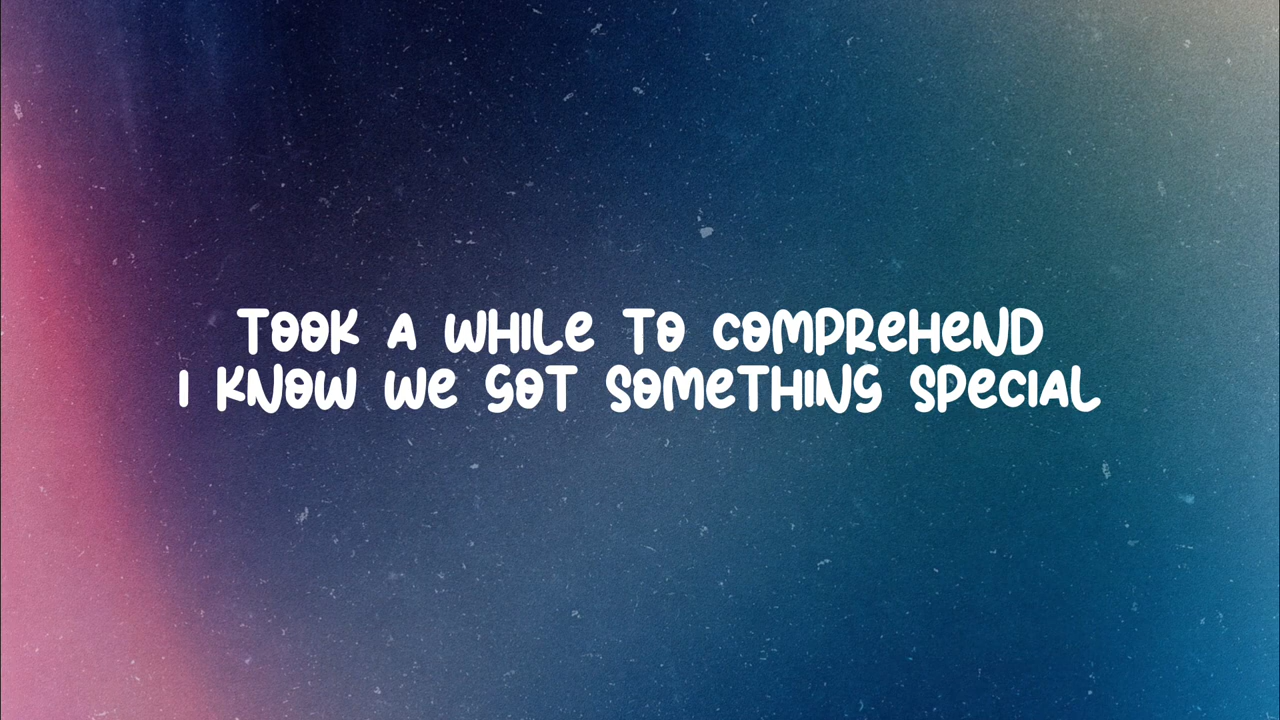 TOOK A WHILE TO COMPREHEND
I KNOW WE GOT SOMETHING SPECIAL